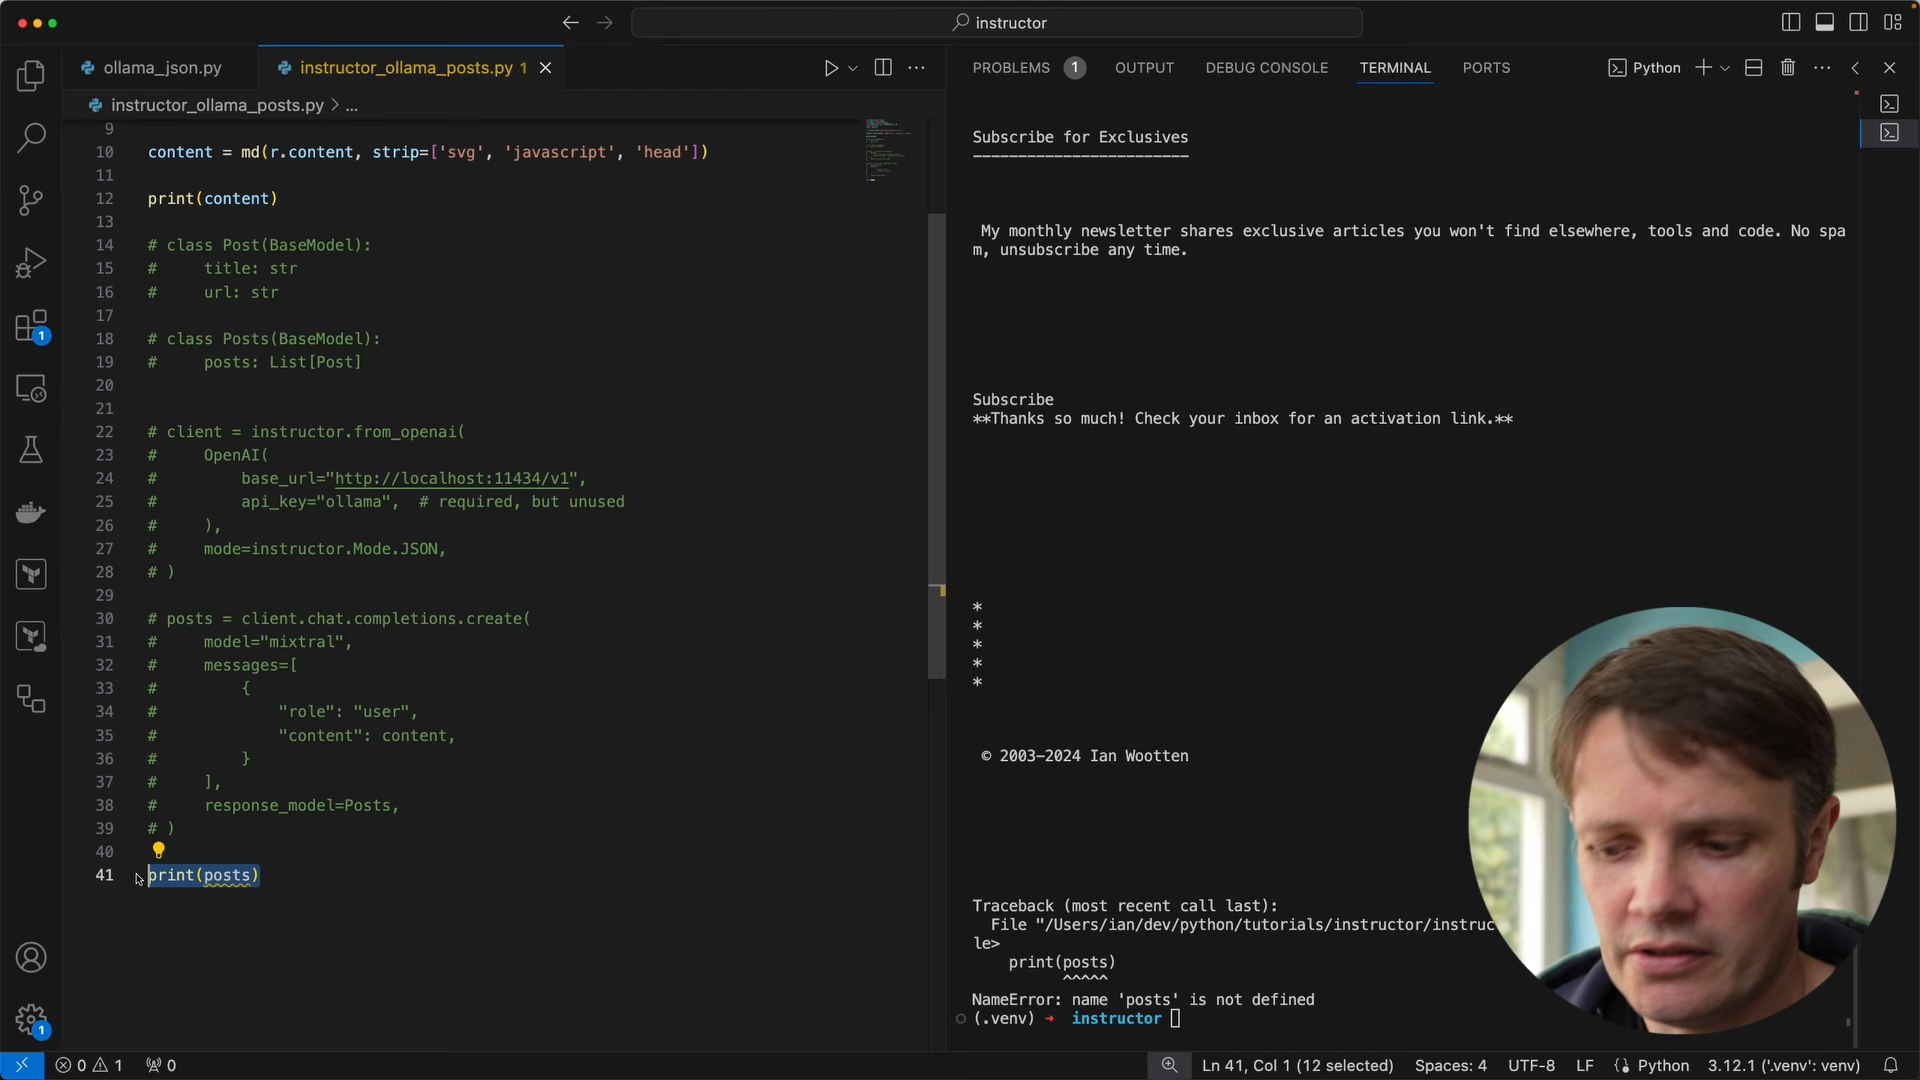 instructor
ollama_json.py
instructor_ollama_posts.py 1
instructor_ollama_posts.py > ...
9
10 content = md(r.content, strip=['svg', 'javascript', 'head'])
11
12 print(content)
13
14 # class Post(BaseModel):
15 #     title: str
16 #     url: str
17
18 # class Posts(BaseModel):
19 #     posts: List[Post]
20
21
22 # client = instructor.from_openai(
23 #     OpenAI(
24 #         base_url="http://localhost:11434/v1",
25 #         api_key="ollama",  # required, but unused
26 #     ),
27 #     mode=instructor.Mode.JSON,
28 # )
29
30 # posts = client.chat.completions.create(
31 #     model="mixtral",
32 #     messages=[
33 #         {
34 #             "role": "user",
35 #             "content": content,
36 #         }
37 #     ],
38 #     response_model=Posts,
39 # )
40
41 print(posts)
PROBLEMS 1 OUTPUT DEBUG CONSOLE TERMINAL PORTS
Python
Subscribe for Exclusives
------------------------
My monthly newsletter shares exclusive articles you won't find elsewhere, tools and code. No spa
m, unsubscribe any time.
Subscribe
**Thanks so much! Check your inbox for an activation link.**
*
*
*
*
*
© 2003-2024 Ian Wootten
Traceback (most recent call last):
File "/Users/ian/dev/python/tutorials/instructor/instruc
le>
print(posts)
^^^^^
NameError: name 'posts' is not defined
(.venv) → instructor
1
1
0 1 0
Ln 41, Col 1 (12 selected) Spaces: 4 UTF-8 LF Python 3.12.1 ('.venv': venv)